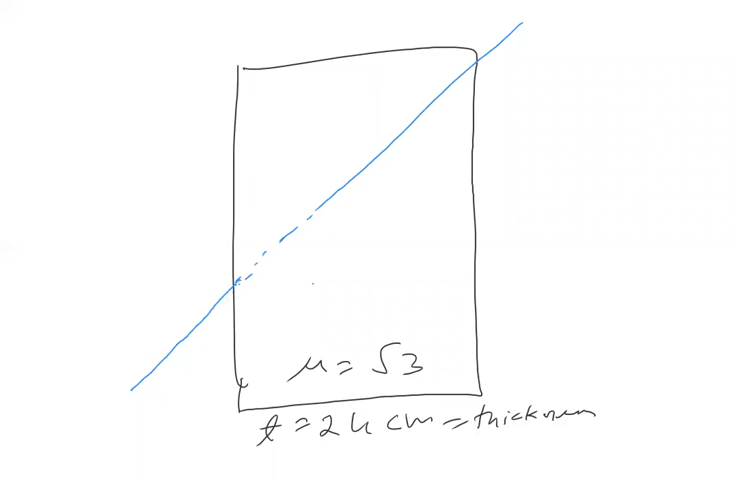 μ = √3
t = 24 cm = thickness